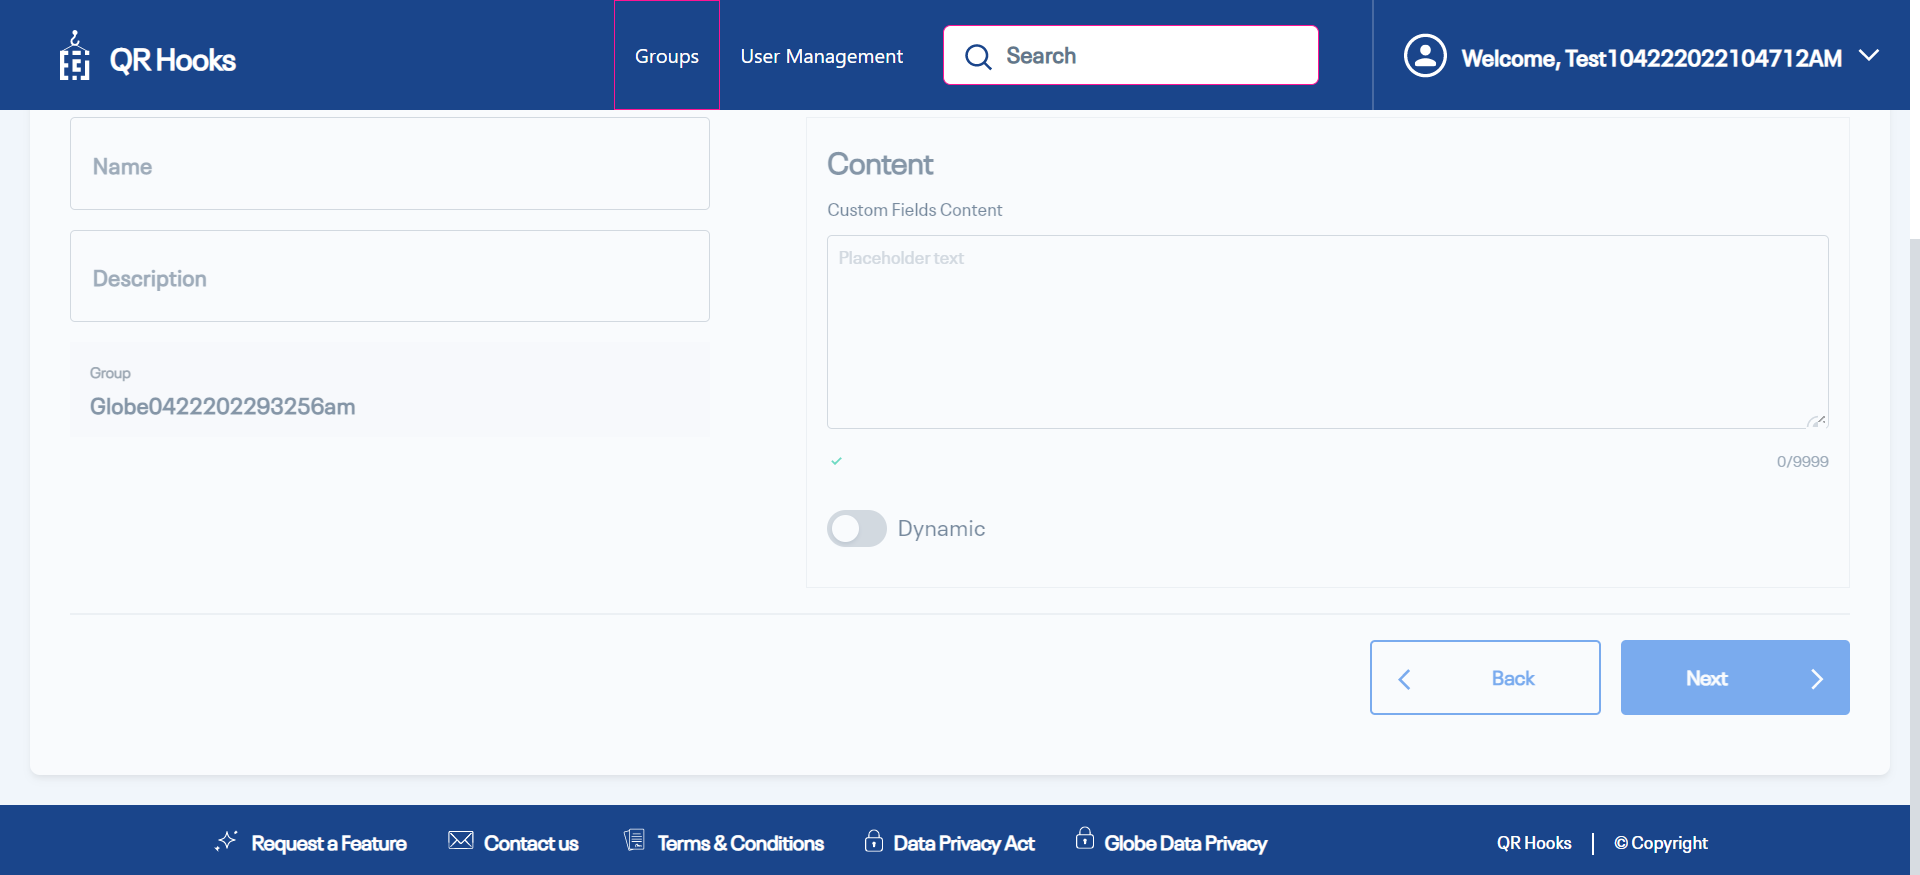 QR Hooks
Groups
User Management
Search
Welcome, Test104222022104712AM
Name
Description
Group
Globe0422202293256am
Content
Custom Fields Content
Placeholder text
0/9999
Dynamic
Back
Next
Request a Feature
Contact us
Terms & Conditions
Data Privacy Act
Globe Data Privacy
QR Hooks
© Copyright